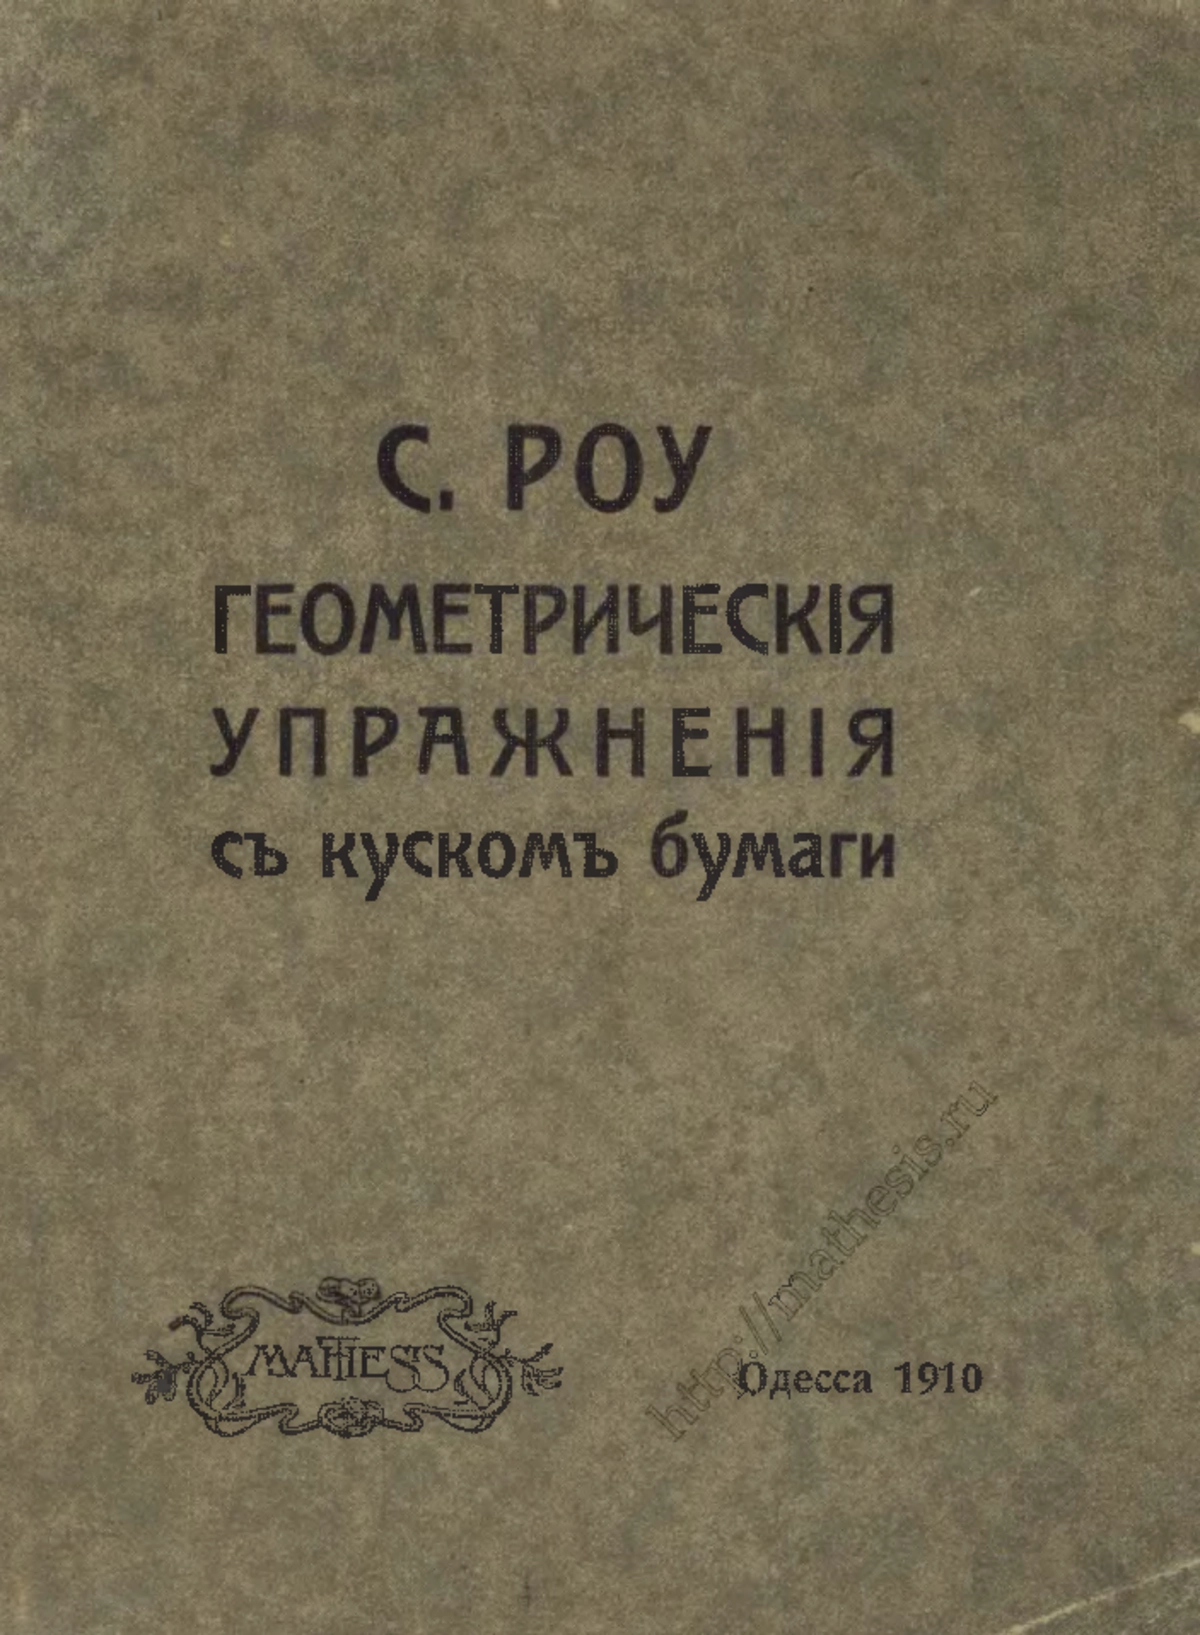 С. РОУ
ГЕОМЕТРИЧЕСКІЯ
УПРАЖНЕНІЯ
съ кускомъ бумаги
http://mathesis.ru
MATHESIS
Одесса 1910